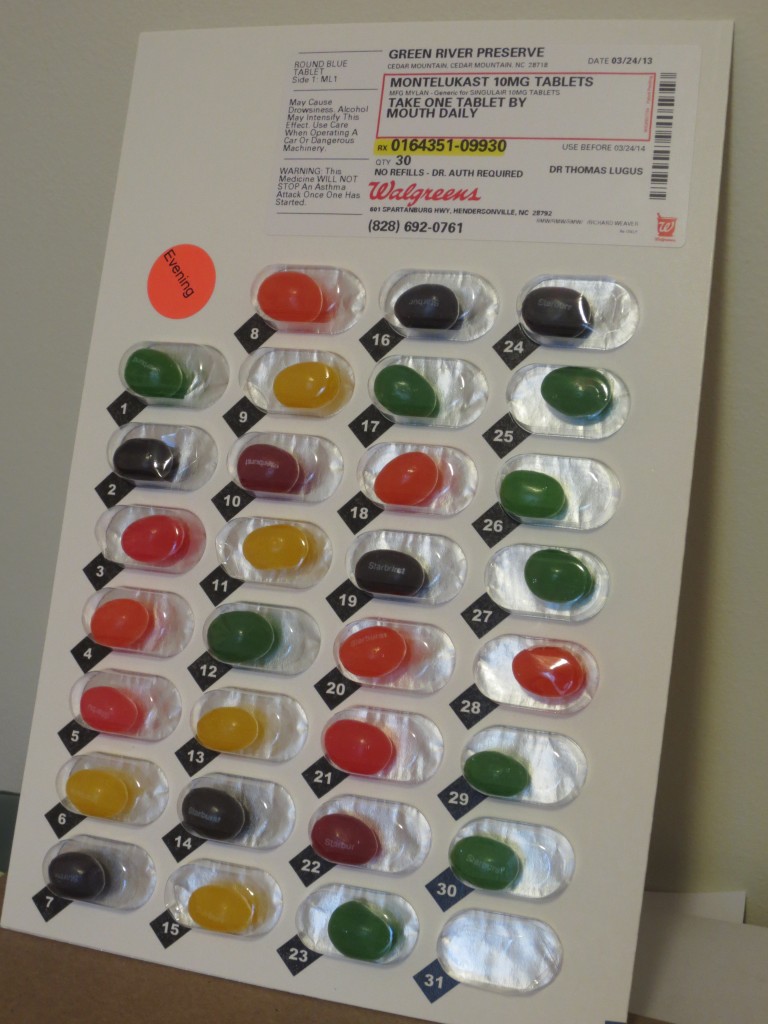 GREEN RIVER PRESERVE
CEDAR MOUNTAIN, CEDAR MOUNTAIN, NC 28718
DATE 03/24/13
ROUND BLUE
TABLET
Side 1: ML1
MONTELUKAST 10MG TABLETS
MFG MYLAN - Generic for SINGULAIR 10MG TABLETS
TAKE ONE TABLET BY
MOUTH DAILY
May Cause
Drowsiness. Alcohol
May Intensify This
Effect. Use Care
When Operating A
Car Or Dangerous
Machinery.
RX 0164351-09930
USE BEFORE 03/24/14
QTY 30
NO REFILLS - DR. AUTH REQUIRED
DR THOMAS LUGUS
WARNING: This
Medicine WILL NOT
STOP An Asthma
Attack Once One Has
Started.
Walgreens
601 SPARTANBURG HWY, HENDERSONVILLE, NC 28792
(828) 692-0761
Evening
8
16
24
1
9
17
25
2
10
18
26
3
11
19
Starburst
27
4
12
20
Starburst
28
5
13
21
29
6
14
Starburst
22
Starburst
30
Starburst
7
15
23
31